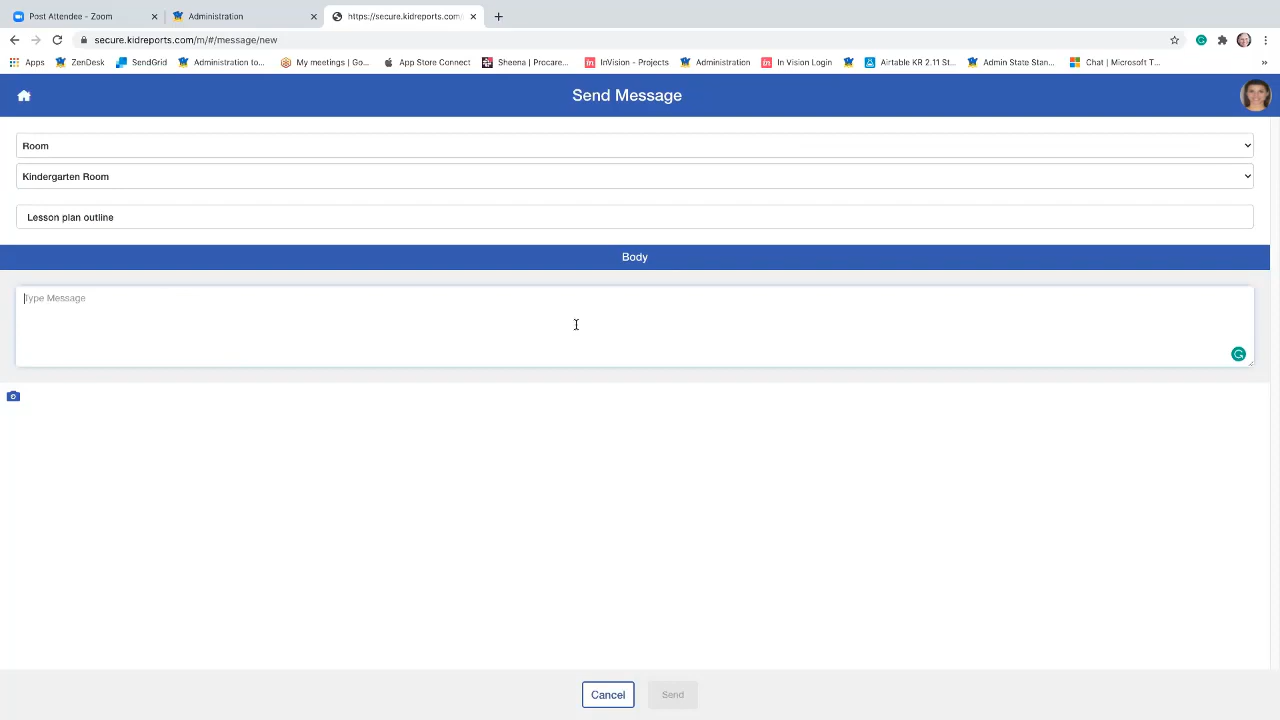 Post Attendee - Zoom
Administration
https://secure.kidreports.com/
secure.kidreports.com/m/#/message/new
Apps
ZenDesk
SendGrid
Administration to...
My meetings | Go...
App Store Connect
Sheena | Procare...
InVision - Projects
Administration
In Vision Login
Airtable KR 2.11 St...
Admin State Stan...
Chat | Microsoft T...
»
Send Message
Room
Kindergarten Room
Lesson plan outline
Body
Type Message
Cancel
Send